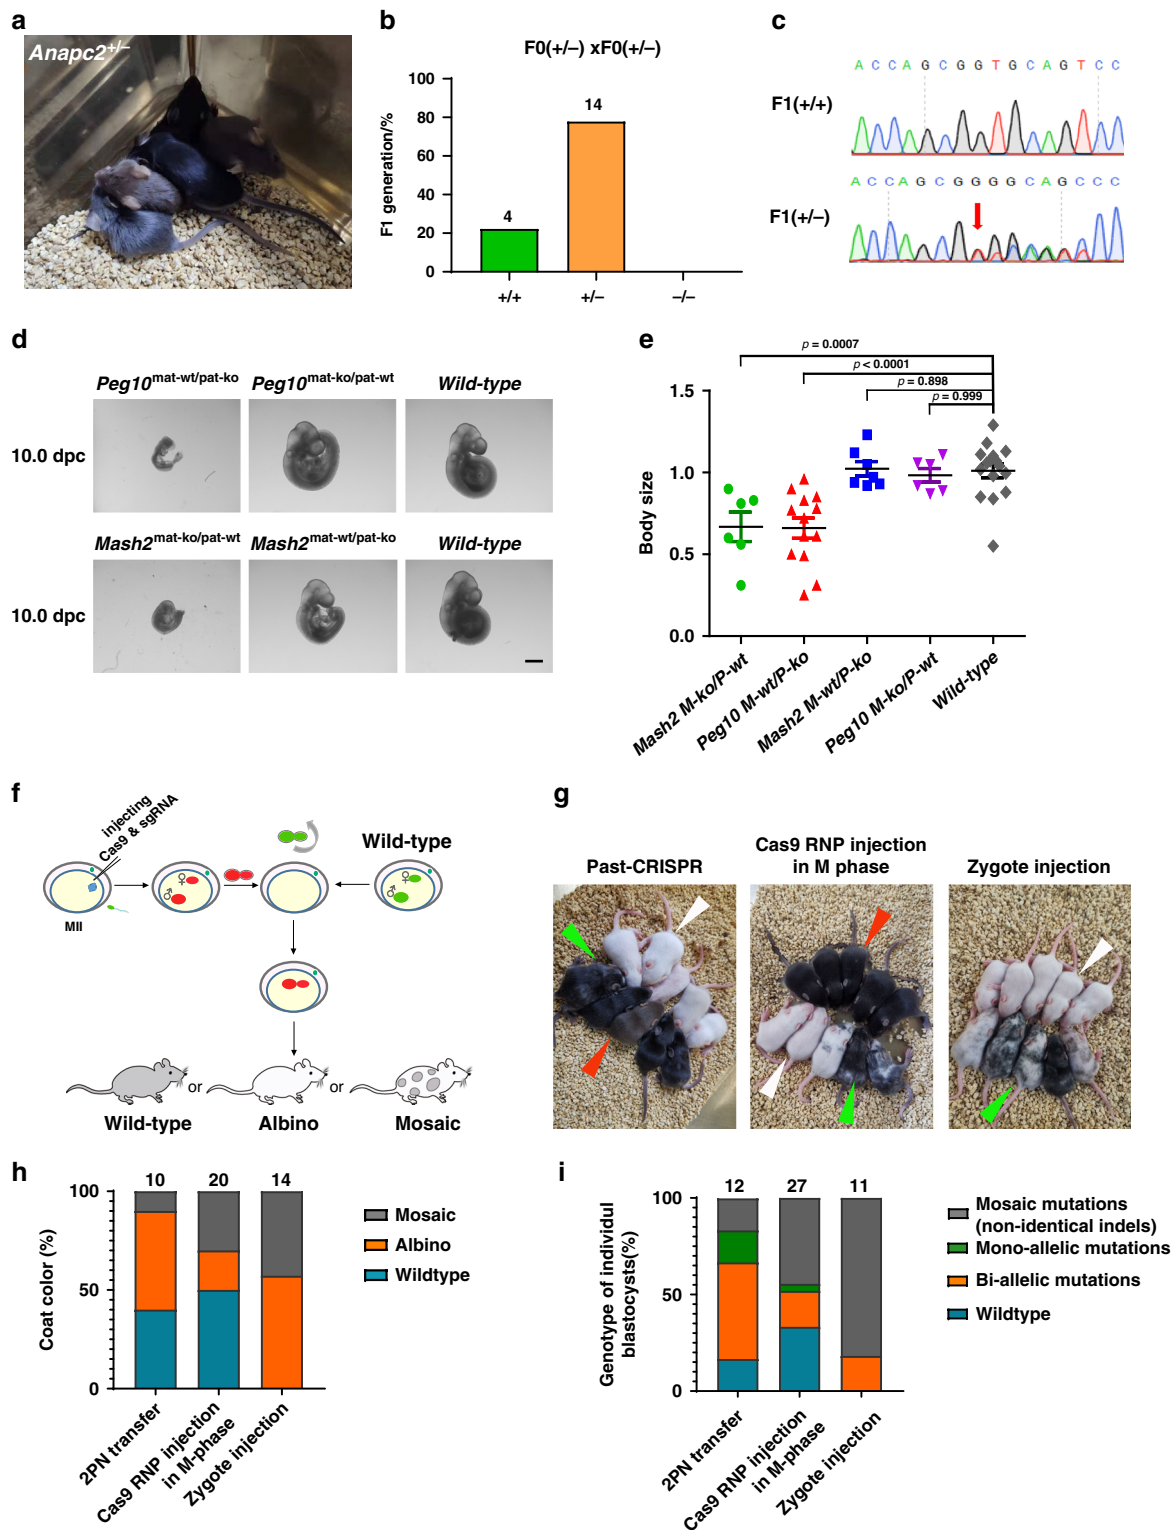 a
Anapc2+/–
b
F0(+/–) xF0(+/–)
F1 generation/%
100
80
60
40
20
0
4
14
+/+
+/–
–/–
c
A C C A G C G G T G C A G T C C
F1(+/+)
A C C A G C G G G G C A G C C C
F1(+/–)
d
Peg10mat-wt/pat-ko
Peg10mat-ko/pat-wt
Wild-type
10.0 dpc
Mash2mat-ko/pat-wt
Mash2mat-wt/pat-ko
Wild-type
10.0 dpc
e
p = 0.0007
p < 0.0001
p = 0.898
p = 0.999
Body size
1.5
1.0
0.5
0.0
Mash2 M-ko/P-wt
Peg10 M-wt/P-ko
Mash2 M-wt/P-ko
Peg10 M-ko/P-wt
Wild-type
f
injecting
Cas9 & sgRNA
MII
♀
♂
Wild-type
♀
♂
or
or
Wild-type
Albino
Mosaic
g
Past-CRISPR
Cas9 RNP injection
in M phase
Zygote injection
h
Coat color (%)
100
50
0
10
20
14
Mosaic
Albino
Wildtype
2PN transfer
Cas9 RNP injection
in M-phase
Zygote injection
i
Genotype of individul
blastocysts(%)
100
50
0
12
27
11
Mosaic mutations
(non-identical indels)
Mono-allelic mutations
Bi-allelic mutations
Wildtype
2PN transfer
Cas9 RNP injection
in M-phase
Zygote injection